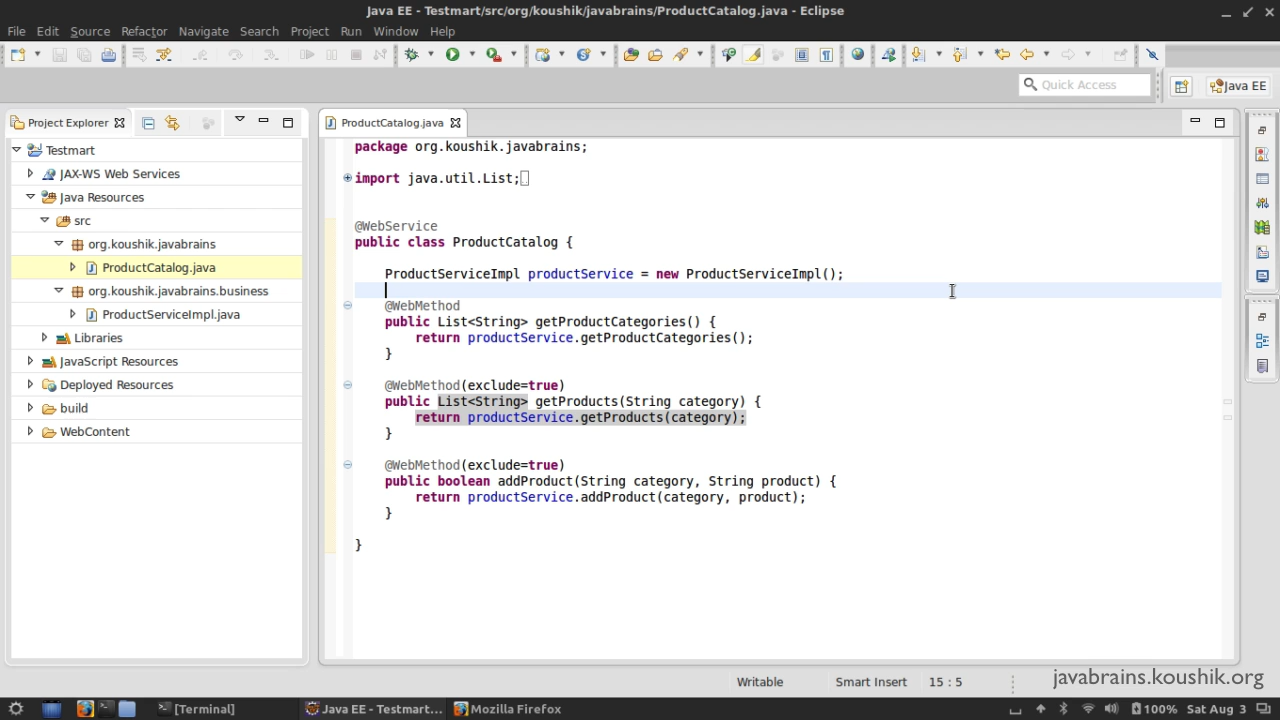 Java EE - Testmart/src/org/koushik/javabrains/ProductCatalog.java - Eclipse
File Edit Source Refactor Navigate Search Project Run Window Help
Quick Access
Java EE
Project Explorer
ProductCatalog.java
Testmart
JAX-WS Web Services
Java Resources
src
org.koushik.javabrains
ProductCatalog.java
org.koushik.javabrains.business
ProductServiceImpl.java
Libraries
JavaScript Resources
Deployed Resources
build
WebContent
package org.koushik.javabrains;
import java.util.List;
@WebService
public class ProductCatalog {
ProductServiceImpl productService = new ProductServiceImpl();
@WebMethod
public List<String> getProductCategories() {
return productService.getProductCategories();
}
@WebMethod(exclude=true)
public List<String> getProducts(String category) {
return productService.getProducts(category);
}
@WebMethod(exclude=true)
public boolean addProduct(String category, String product) {
return productService.addProduct(category, product);
}
}
Writable Smart Insert 15 : 5
javabrains.koushik.org
[Terminal] Java EE - Testmart... Mozilla Firefox 100% Sat Aug 3